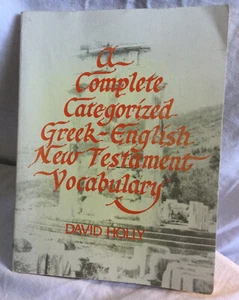 A
Complete
Categorized
Greek-English
New Testament
Vocabulary
DAVID HOLLY